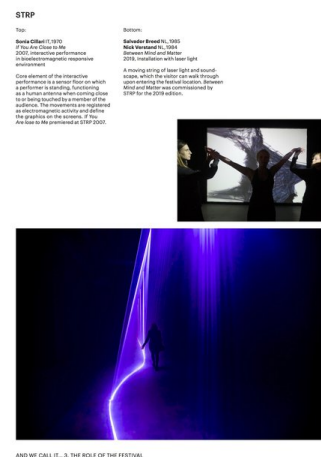 STRP
Top:
Sonia Cillari IT, 1970
If You Are Close to Me
2007, interactive performance
in bioelectromagnetic responsive
environment
Core element of the interactive
performance is a sensor floor on which
a performer is standing, functioning
as a human antenna when coming close
to or being touched by a member of the
audience. The movements are registered
as electromagnetic activity and define
the graphics on the screens. If You
Are lose to Me premiered at STRP 2007.
Bottom:
Salvador Breed NL, 1985
Nick Verstand NL, 1984
Between Mind and Matter
2019, installation with laser light
A moving string of laser light and sound-
scape, which the visitor can walk through
upon entering the festival location. Between
Mind and Matter was commissioned by
STRP for the 2019 edition.
AND WE CALL IT... 3. THE ROLE OF THE FESTIVAL